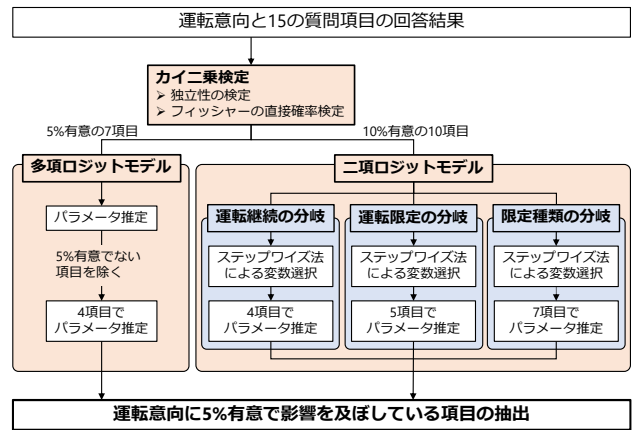 運転意向と15の質問項目の回答結果
カイ二乗検定
➢ 独立性の検定
➢ フィッシャーの直接確率検定
5%有意の7項目
10%有意の10項目
多項ロジットモデル
パラメータ推定
5%有意でない
項目を除く
4項目で
パラメータ推定
二項ロジットモデル
運転継続の分岐
ステップワイズ法
による変数選択
4項目で
パラメータ推定
運転限定の分岐
ステップワイズ法
による変数選択
5項目で
パラメータ推定
限定種類の分岐
ステップワイズ法
による変数選択
7項目で
パラメータ推定
運転意向に5%有意で影響を及ぼしている項目の抽出